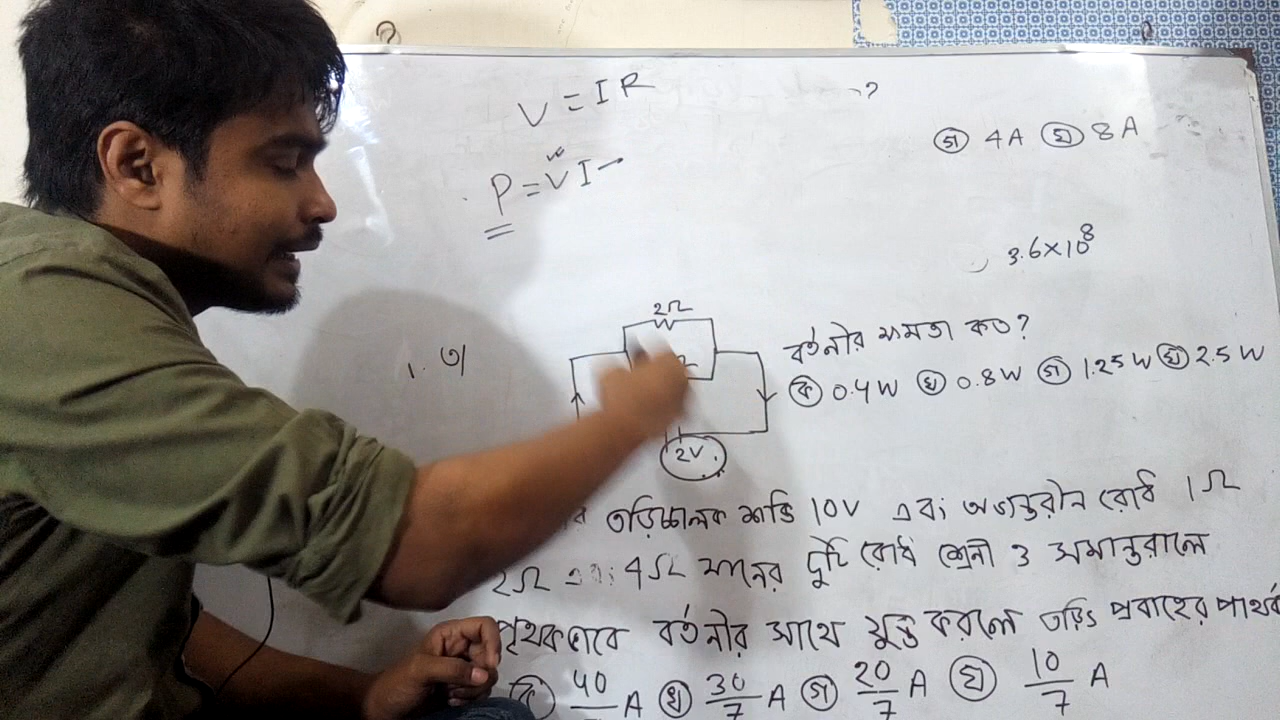 V = IR
?
গ 4A ঘ 8A
P = VI
3.6×10⁸
2Ω
বর্তনীর ক্ষমতা কত?
1. ত
ক 0.4W খ 0.8W গ 1.25W ঘ 2.5W
2V
তড়িচ্চালক শক্তি 10V এবং অভ্যন্তরীন রোধ 1Ω
2Ω এবং 4Ω মানের দুটি রোধ শ্রেনী ও সমান্তরালে
পৃথকভাবে বর্তনীর সাথে যুক্ত করলে তড়িৎ প্রবাহের পার্থক্য
ক 40 A খ 30/7 A গ 20/7 A ঘ 10/7 A